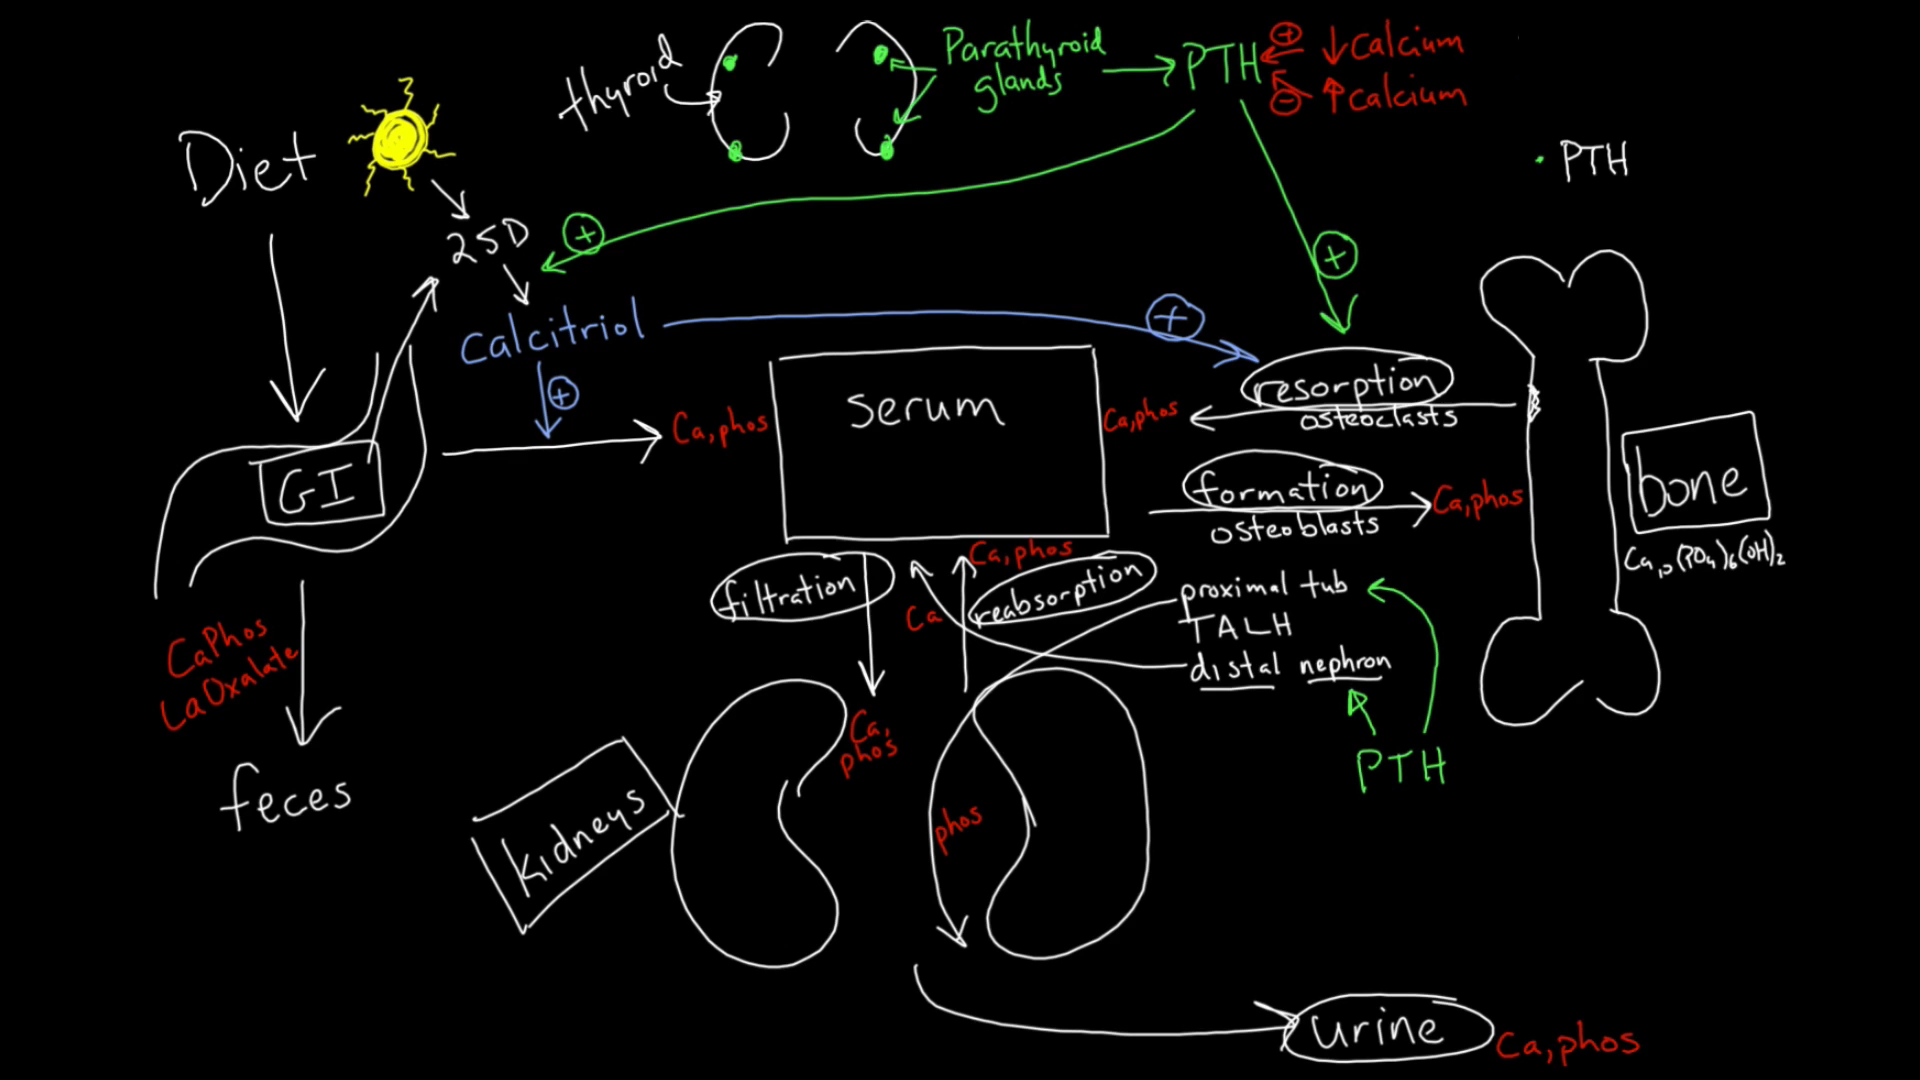 thyroid
Parathyroid
glands
PTH
+
↓ Calcium
−
↑ Calcium
Diet
• PTH
25D
+
+
Calcitriol
+
+
Serum
resorption
osteoclasts
Ca, phos
Ca, phos
GI
formation
osteoblasts
Ca, phos
bone
Ca10(PO4)6(OH)2
filtration
Ca, phos
reabsorption
Ca
proximal tub
TALH
distal nephron
CaPhos
CaOxalate
Ca,
phos
PTH
feces
kidneys
phos
urine
Ca, phos